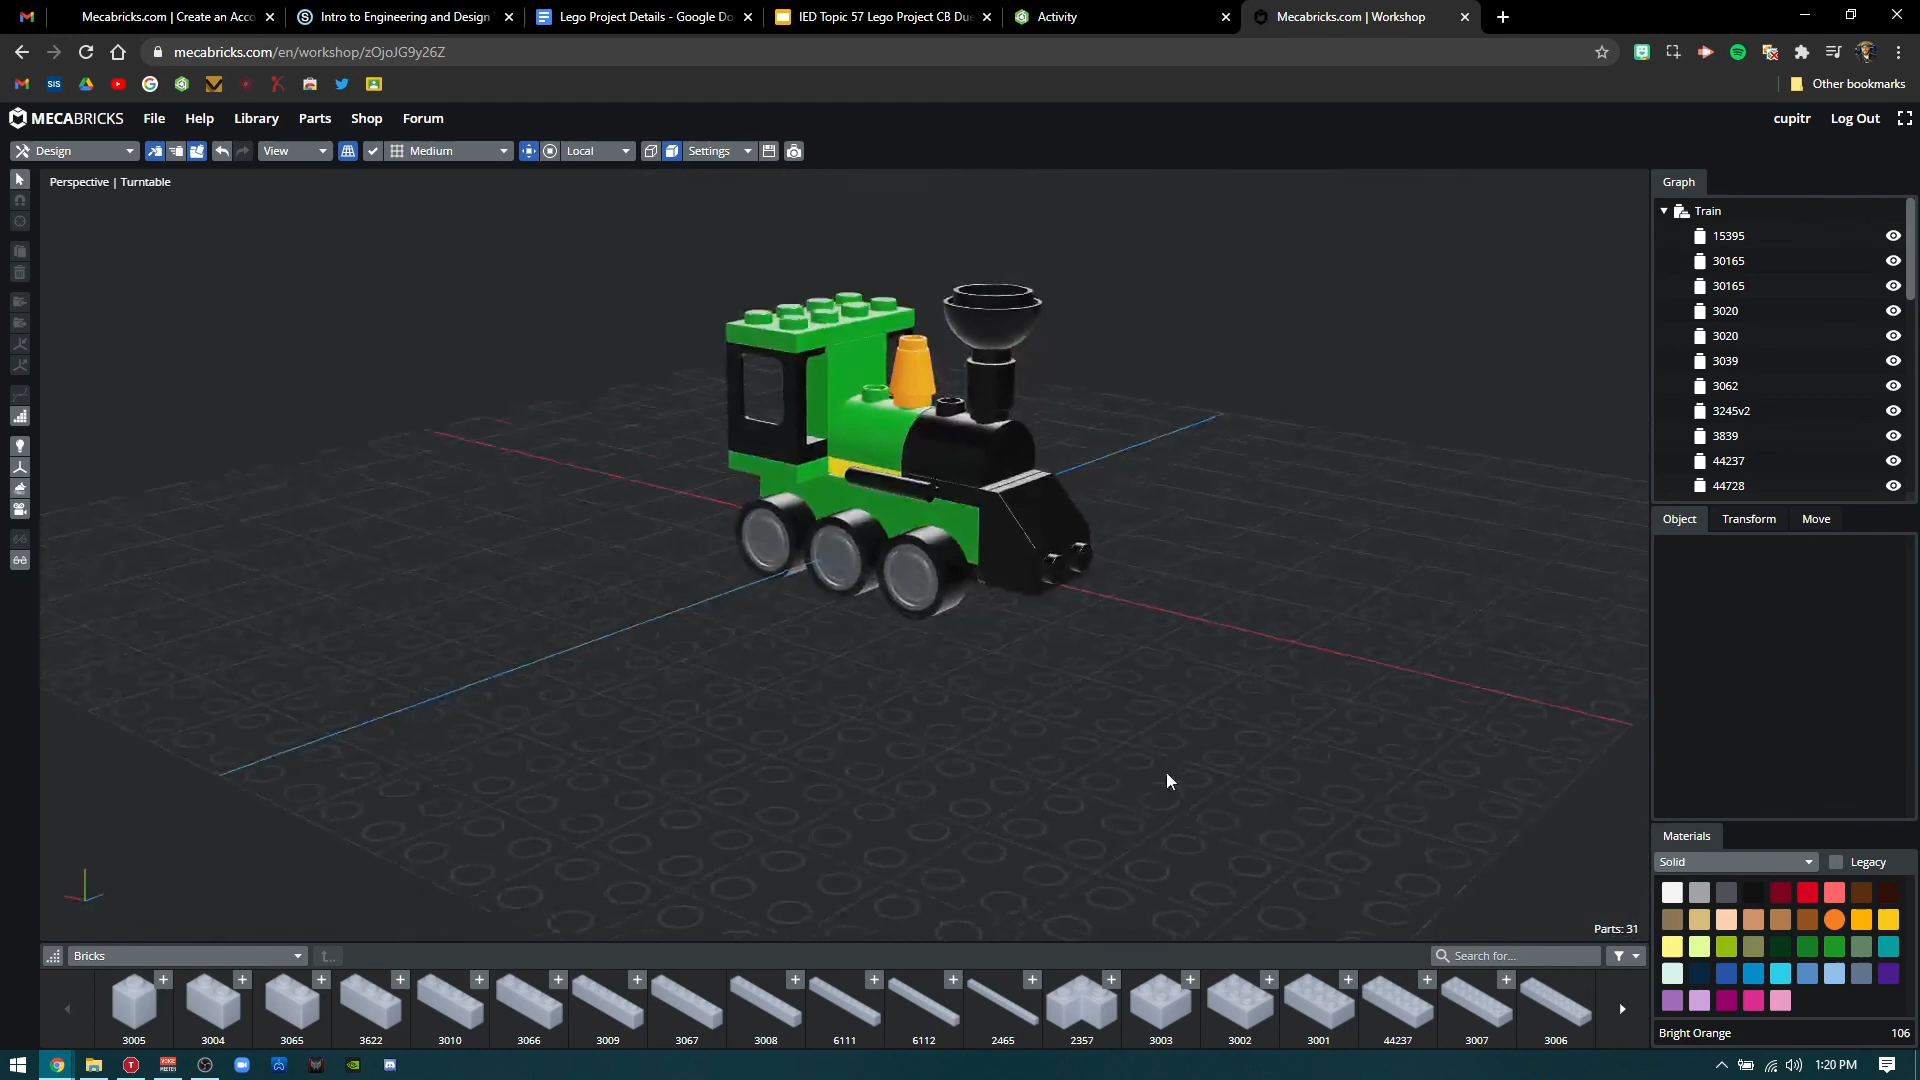 Mecabricks.com | Create an Acco
Intro to Engineering and Design
Lego Project Details - Google Do
IED Topic 57 Lego Project CB Due
Activity
Mecabricks.com | Workshop
mecabricks.com/en/workshop/zOjoJG9y26Z
SIS
Other bookmarks
MECABRICKS
File
Help
Library
Parts
Shop
Forum
cupitr
Log Out
Design
View
Medium
Local
Settings
Perspective | Turntable
Graph
Train
15395
30165
30165
3020
3020
3039
3062
3245v2
3839
44237
44728
Object
Transform
Move
Parts: 31
Materials
Solid
Legacy
Bright Orange
106
Bricks
Search for...
3005
3004
3065
3622
3010
3066
3009
3067
3008
6111
6112
2465
2357
3003
3002
3001
44237
3007
3006
1:20 PM